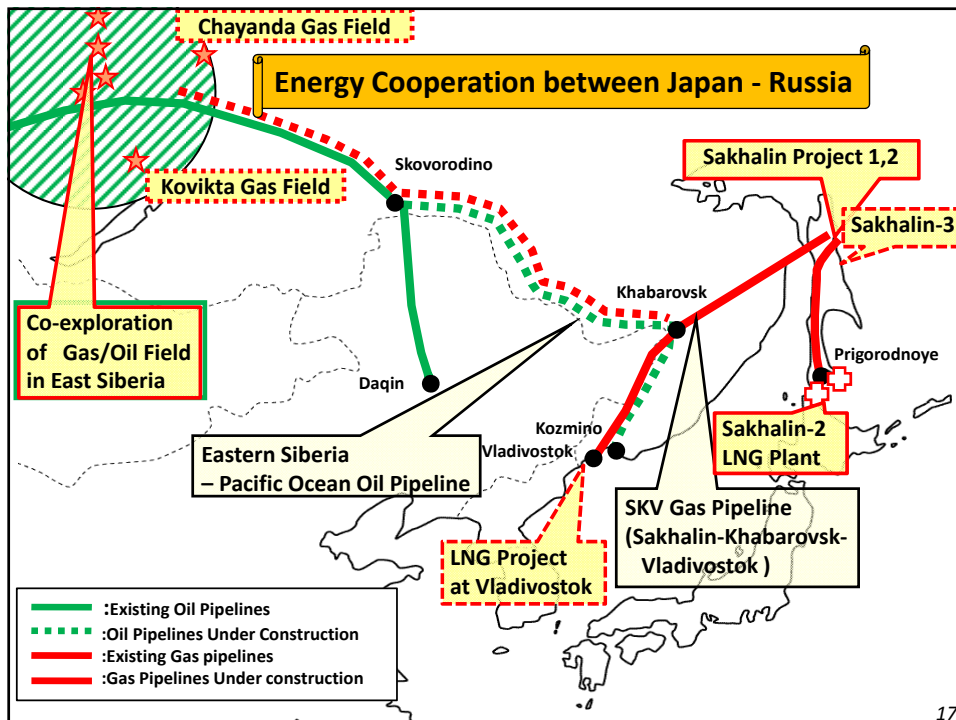 Chayanda Gas Field
Energy Cooperation between Japan - Russia
Skovorodino
Sakhalin Project 1,2
Kovikta Gas Field
Sakhalin-3
Khabarovsk
Co-exploration
of Gas/Oil Field
in East Siberia
Prigorodnoye
Daqin
Kozmino
Vladivostok
Eastern Siberia
– Pacific Ocean Oil Pipeline
Sakhalin-2
LNG Plant
SKV Gas Pipeline
(Sakhalin-Khabarovsk-
Vladivostok )
LNG Project
at Vladivostok
:Existing Oil Pipelines
:Oil Pipelines Under Construction
:Existing Gas pipelines
:Gas Pipelines Under construction
17